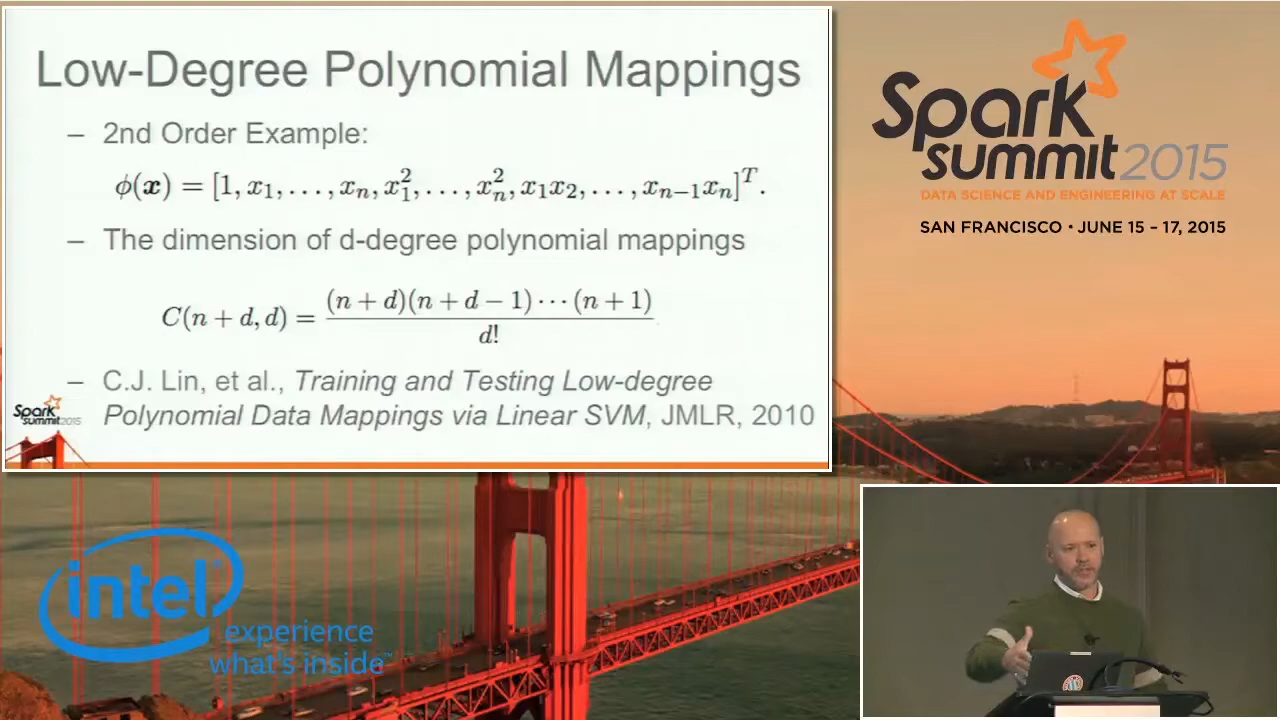 Low-Degree Polynomial Mappings
– 2nd Order Example:
ϕ(x) = [1, x₁, . . . , xₙ, x₁², . . . , xₙ², x₁x₂, . . . , xₙ₋₁xₙ]ᵀ.
– The dimension of d-degree polynomial mappings
C(n + d, d) = (n + d)(n + d − 1) · · · (n + 1) / d!
– C.J. Lin, et al., Training and Testing Low-degree
Polynomial Data Mappings via Linear SVM, JMLR, 2010
Spark
summit 2015
Spark
summit 2015
DATA SCIENCE AND ENGINEERING AT SCALE
SAN FRANCISCO • JUNE 15 – 17, 2015
intel
experience
what's inside™